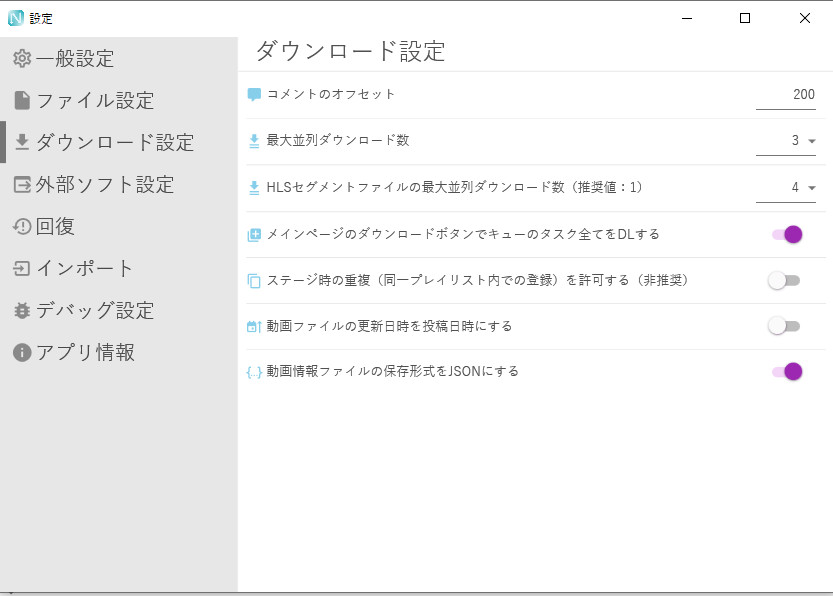 設定
一般設定
ファイル設定
ダウンロード設定
外部ソフト設定
回復
インポート
デバッグ設定
アプリ情報
ダウンロード設定
コメントのオフセット 200
最大並列ダウンロード数 3
HLSセグメントファイルの最大並列ダウンロード数（推奨値：1） 4
メインページのダウンロードボタンでキューのタスク全てをDLする
ステージ時の重複（同一プレイリスト内での登録）を許可する（非推奨）
動画ファイルの更新日時を投稿日時にする
動画情報ファイルの保存形式をJSONにする